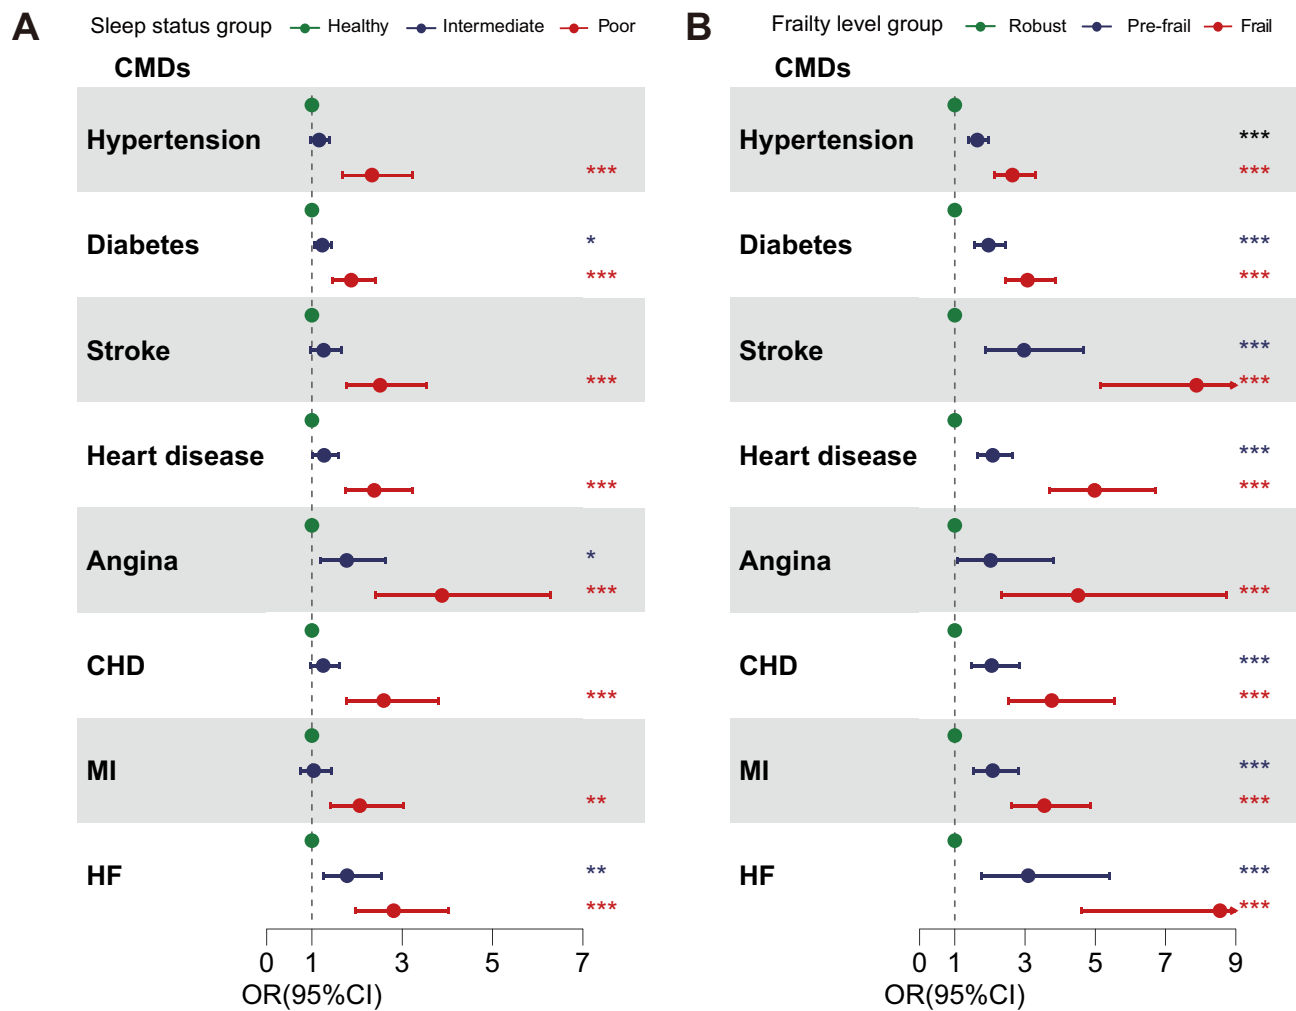 A Sleep status group Healthy Intermediate Poor
CMDs
Hypertension
***
Diabetes *
***
Stroke
***
Heart disease
***
Angina *
***
CHD
***
MI
**
HF **
***
0 1 3 5 7
OR(95%CI)
B Frailty level group Robust Pre-frail Frail
CMDs
Hypertension ***
***
Diabetes ***
***
Stroke ***
***
Heart disease ***
***
Angina
***
CHD ***
***
MI ***
***
HF ***
***
0 1 3 5 7 9
OR(95%CI)